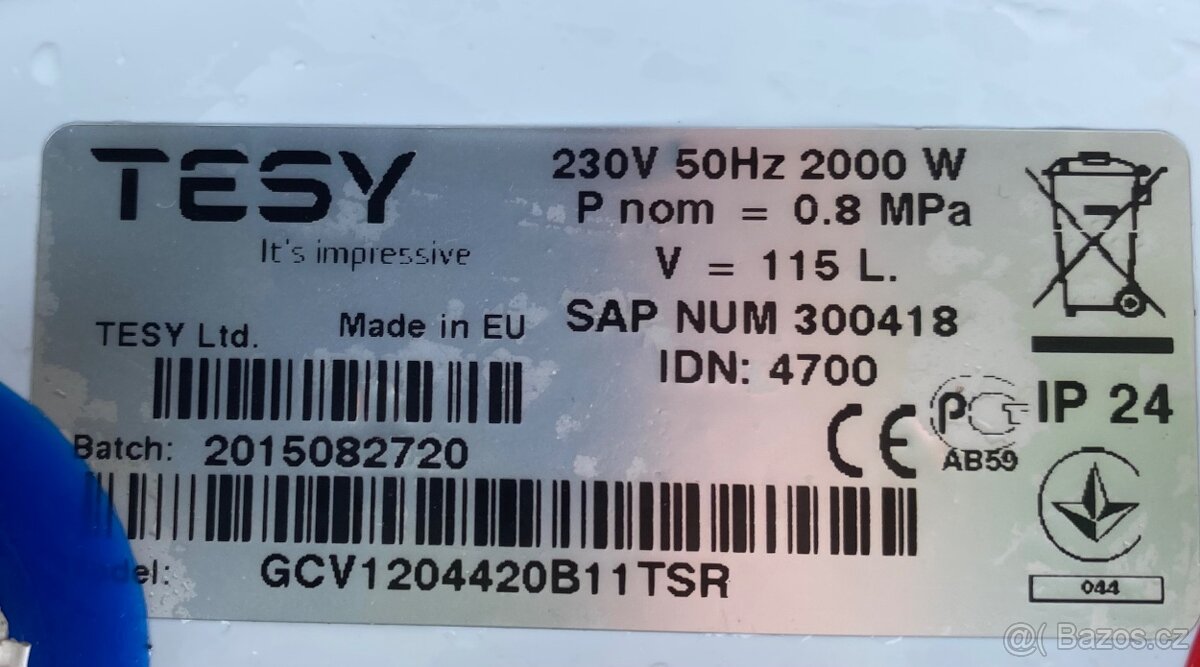 TESY
It's impressive
230V 50Hz 2000 W
P nom = 0.8 MPa
V = 115 L.
TESY Ltd. Made in EU
SAP NUM 300418
IDN: 4700
Batch: 2015082720
CE
AB59
IP 24
GCV1204420B11TSR
044
@( Bazos.cz